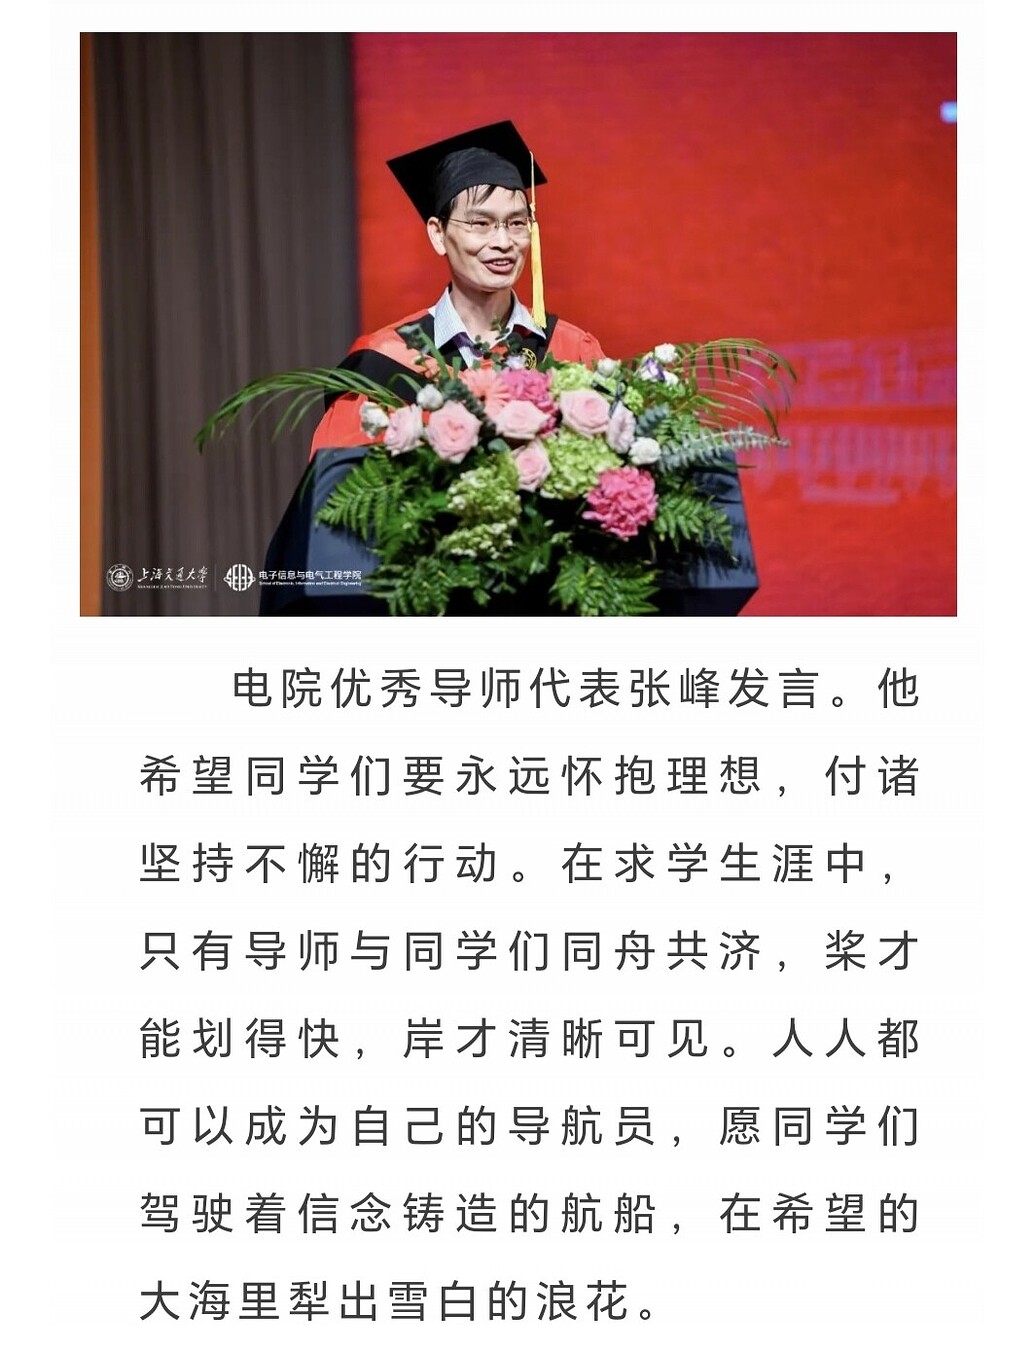 上海交通大学
SHANGHAI JIAO TONG UNIVERSITY
电子信息与电气工程学院
School of Electronic, Information and Electrical Engineering
电院优秀导师代表张峰发言。他
希望同学们要永远怀抱理想，付诸
坚持不懈的行动。在求学生涯中，
只有导师与同学们同舟共济，桨才
能划得快，岸才清晰可见。人人都
可以成为自己的导航员，愿同学们
驾驶着信念铸造的航船，在希望的
大海里犁出雪白的浪花。